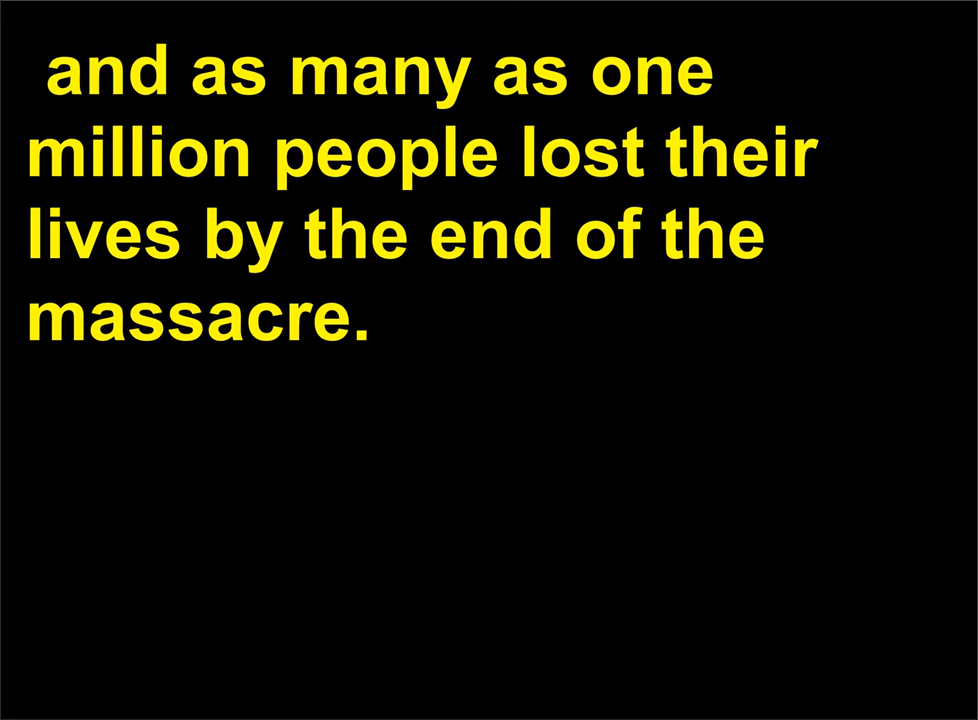 and as many as one
million people lost their
lives by the end of the
massacre.